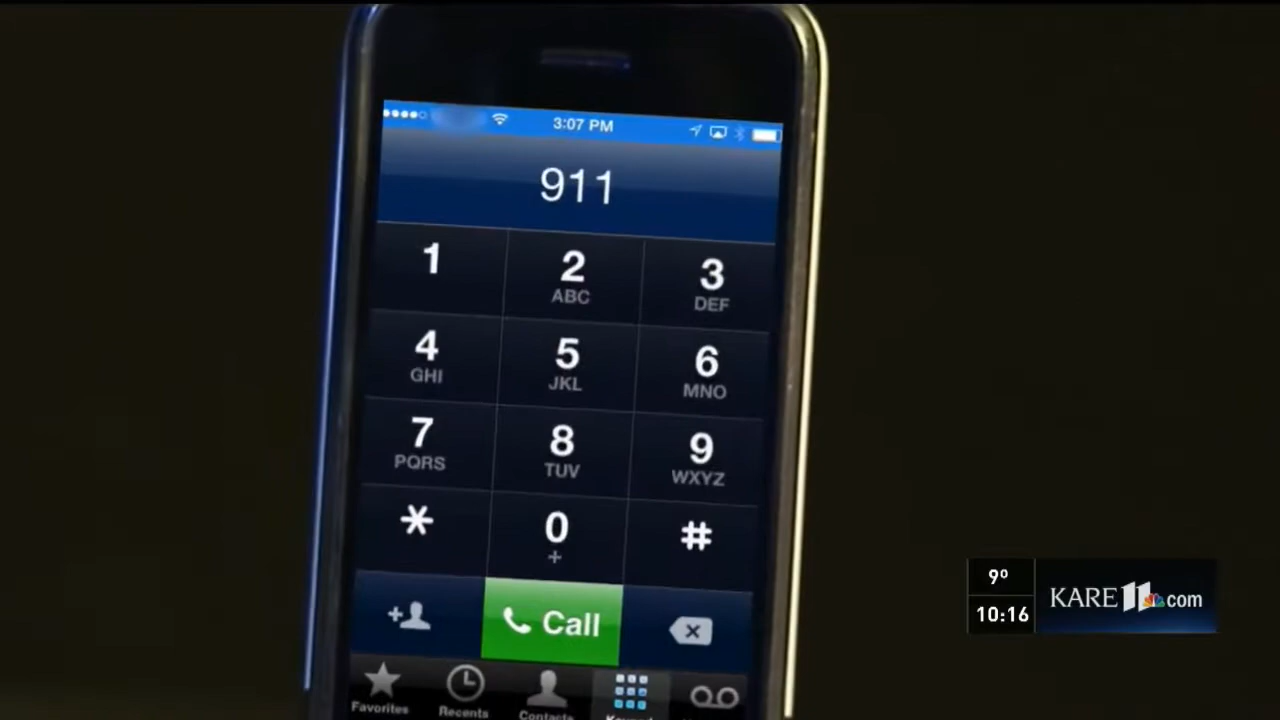 3:07 PM
911
1
2
ABC
3
DEF
4
GHI
5
JKL
6
MNO
7
PQRS
8
TUV
9
WXYZ
*
0
+
#
+
Call
Favorites
Recents
Contacts
9°
10:16
KARE11.com